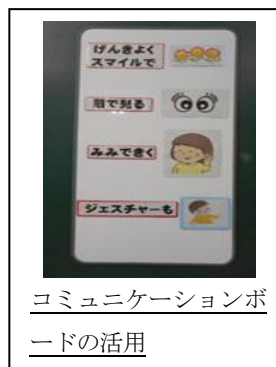 げんきよく
スマイルで
目で見る
みみできく
ジェスチャーも
コミュニケーションボ
ードの活用